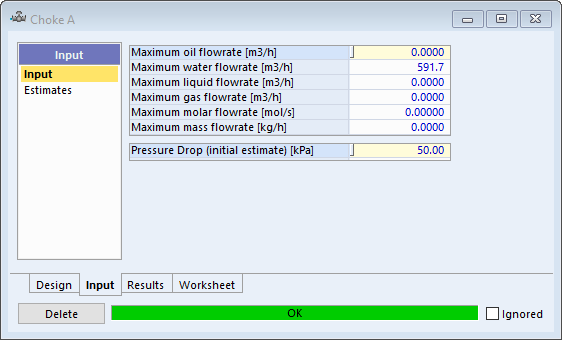 Choke A
Input
Input
Estimates
Maximum oil flowrate [m3/h] 0.0000
Maximum water flowrate [m3/h] 591.7
Maximum liquid flowrate [m3/h] 0.0000
Maximum gas flowrate [m3/h] 0.0000
Maximum molar flowrate [mol/s] 0.00000
Maximum mass flowrate [kg/h] 0.0000
Pressure Drop (initial estimate) [kPa] 50.00
Design Input Results Worksheet
Delete OK Ignored